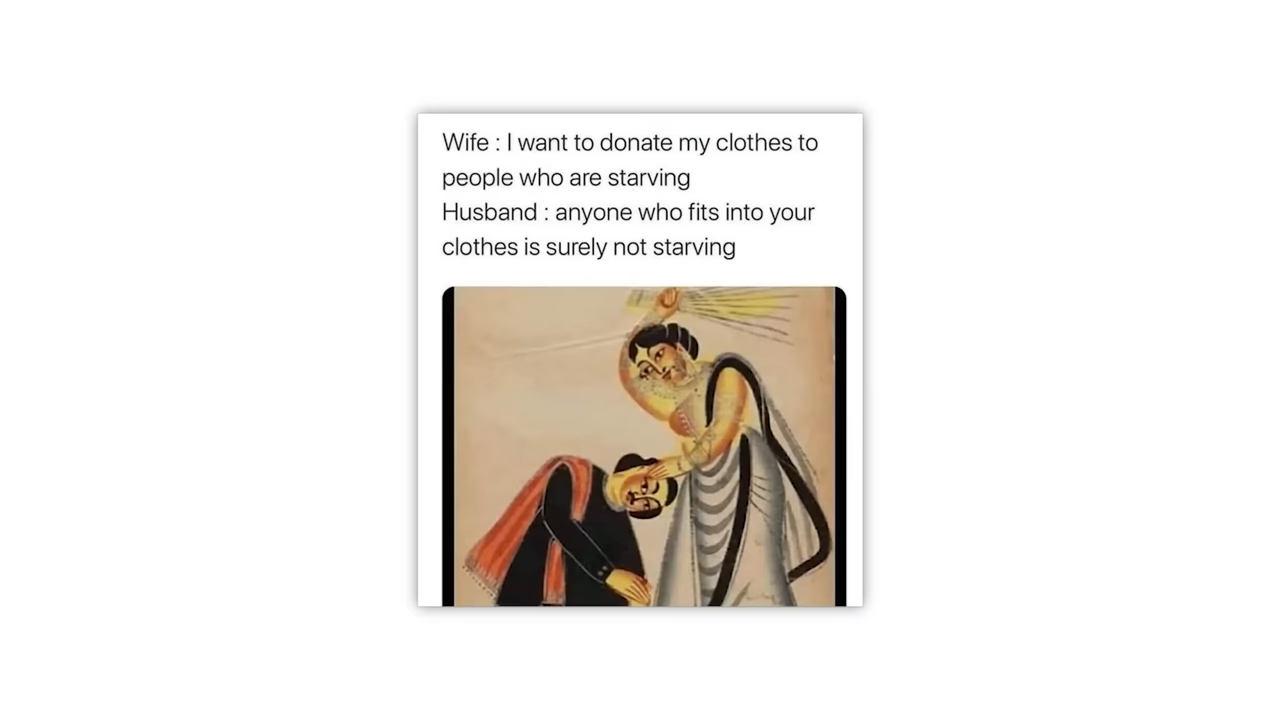 Wife : I want to donate my clothes to
people who are starving
Husband : anyone who fits into your
clothes is surely not starving